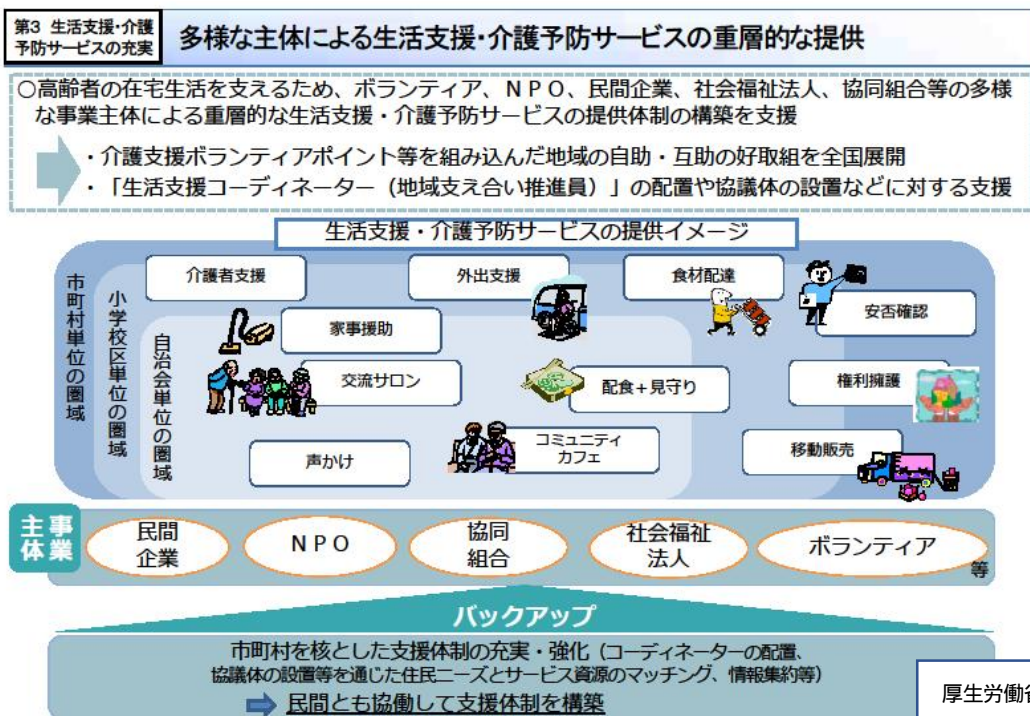 第3 生活支援・介護
予防サービスの充実
多様な主体による生活支援・介護予防サービスの重層的な提供
○高齢者の在宅生活を支えるため、ボランティア、ＮＰＯ、民間企業、社会福祉法人、協同組合等の多様
な事業主体による重層的な生活支援・介護予防サービスの提供体制の構築を支援
・介護支援ボランティアポイント等を組み込んだ地域の自助・互助の好取組を全国展開
・「生活支援コーディネーター（地域支え合い推進員）」の配置や協議体の設置などに対する支援
生活支援・介護予防サービスの提供イメージ
市町村単位の圏域
小学校区単位の圏域
自治会単位の圏域
介護者支援
外出支援
食材配達
安否確認
家事援助
交流サロン
配食＋見守り
権利擁護
声かけ
コミュニティ
カフェ
移動販売
事業
主体
民間
企業
ＮＰＯ
協同
組合
社会福祉
法人
ボランティア
等
バックアップ
市町村を核とした支援体制の充実・強化（コーディネーターの配置、
協議体の設置等を通じた住民ニーズとサービス資源のマッチング、情報集約等）
民間とも協働して支援体制を構築
厚生労働省